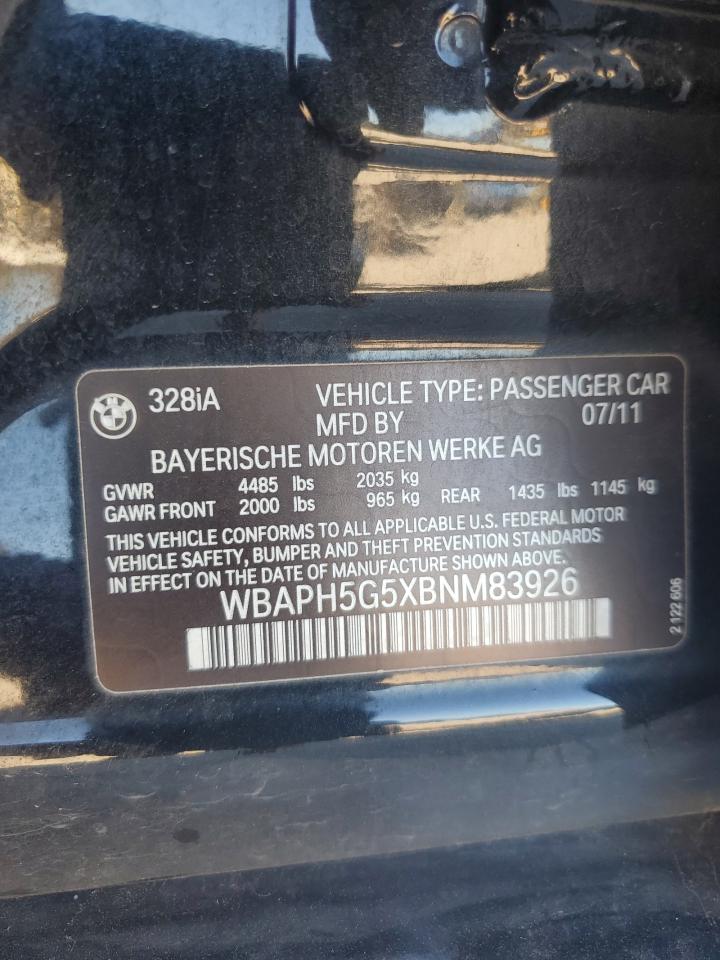 BMW
328iA VEHICLE TYPE: PASSENGER CAR
MFD BY 07/11
BAYERISCHE MOTOREN WERKE AG
GVWR 4485 lbs 2035 kg
GAWR FRONT 2000 lbs 965 kg REAR 1435 lbs 1145 kg
THIS VEHICLE CONFORMS TO ALL APPLICABLE U.S. FEDERAL MOTOR
VEHICLE SAFETY, BUMPER AND THEFT PREVENTION STANDARDS
IN EFFECT ON THE DATE OF MANUFACTURE SHOWN ABOVE.
WBAPH5G5XBNM83926
2 122 606